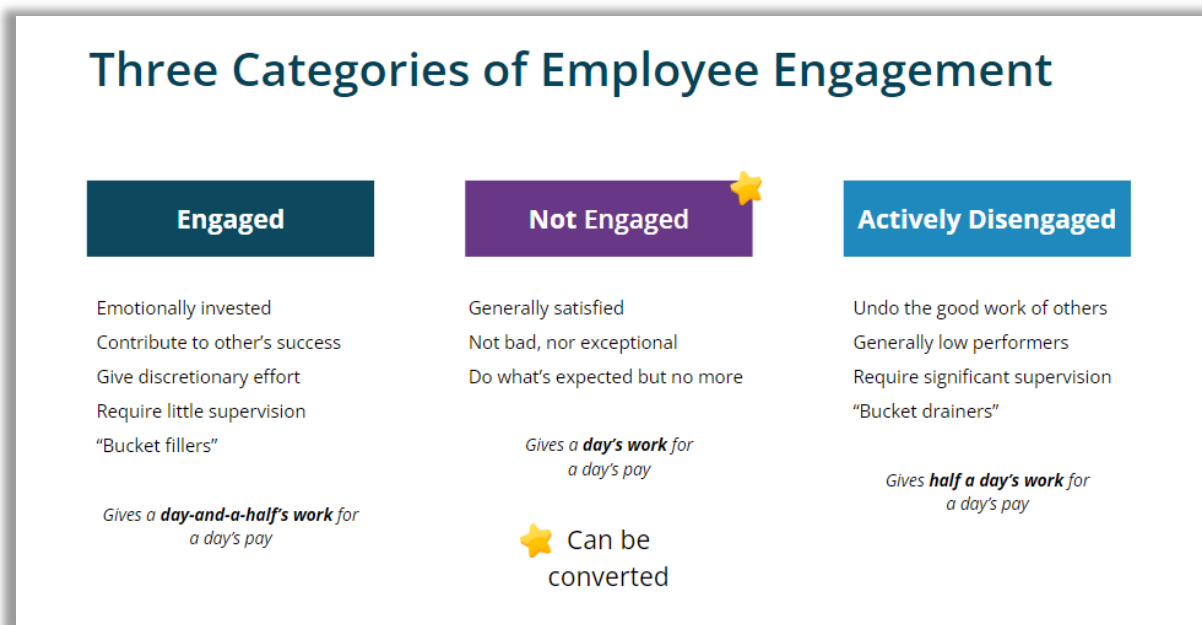 Three Categories of Employee Engagement
Engaged
Emotionally invested
Contribute to other’s success
Give discretionary effort
Require little supervision
“Bucket fillers”
Gives a day-and-a-half’s work for
a day’s pay
Not Engaged
Generally satisfied
Not bad, nor exceptional
Do what’s expected but no more
Gives a day’s work for
a day’s pay
Can be
converted
Actively Disengaged
Undo the good work of others
Generally low performers
Require significant supervision
“Bucket drainers”
Gives half a day’s work for
a day’s pay